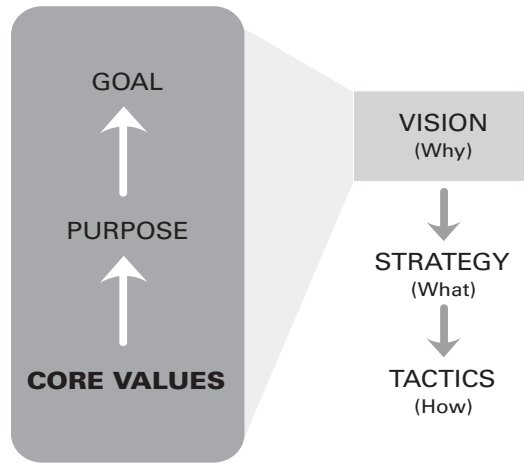 GOAL
PURPOSE
CORE VALUES
VISION
(Why)
STRATEGY
(What)
TACTICS
(How)